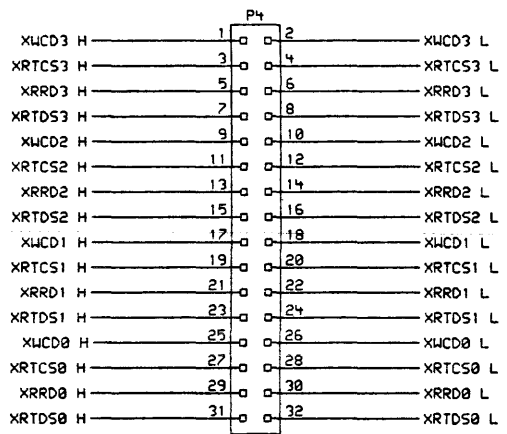 P4
XWCD3 H 1 2 XWCD3 L
XRTCS3 H 3 4 XRTCS3 L
XRRD3 H 5 6 XRRD3 L
XRTDS3 H 7 8 XRTDS3 L
XWCD2 H 9 10 XWCD2 L
XRTCS2 H 11 12 XRTCS2 L
XRRD2 H 13 14 XRRD2 L
XRTDS2 H 15 16 XRTDS2 L
XWCD1 H 17 18 XWCD1 L
XRTCS1 H 19 20 XRTCS1 L
XRRD1 H 21 22 XRRD1 L
XRTDS1 H 23 24 XRTDS1 L
XWCD0 H 25 26 XWCD0 L
XRTCS0 H 27 28 XRTCS0 L
XRRD0 H 29 30 XRRD0 L
XRTDS0 H 31 32 XRTDS0 L